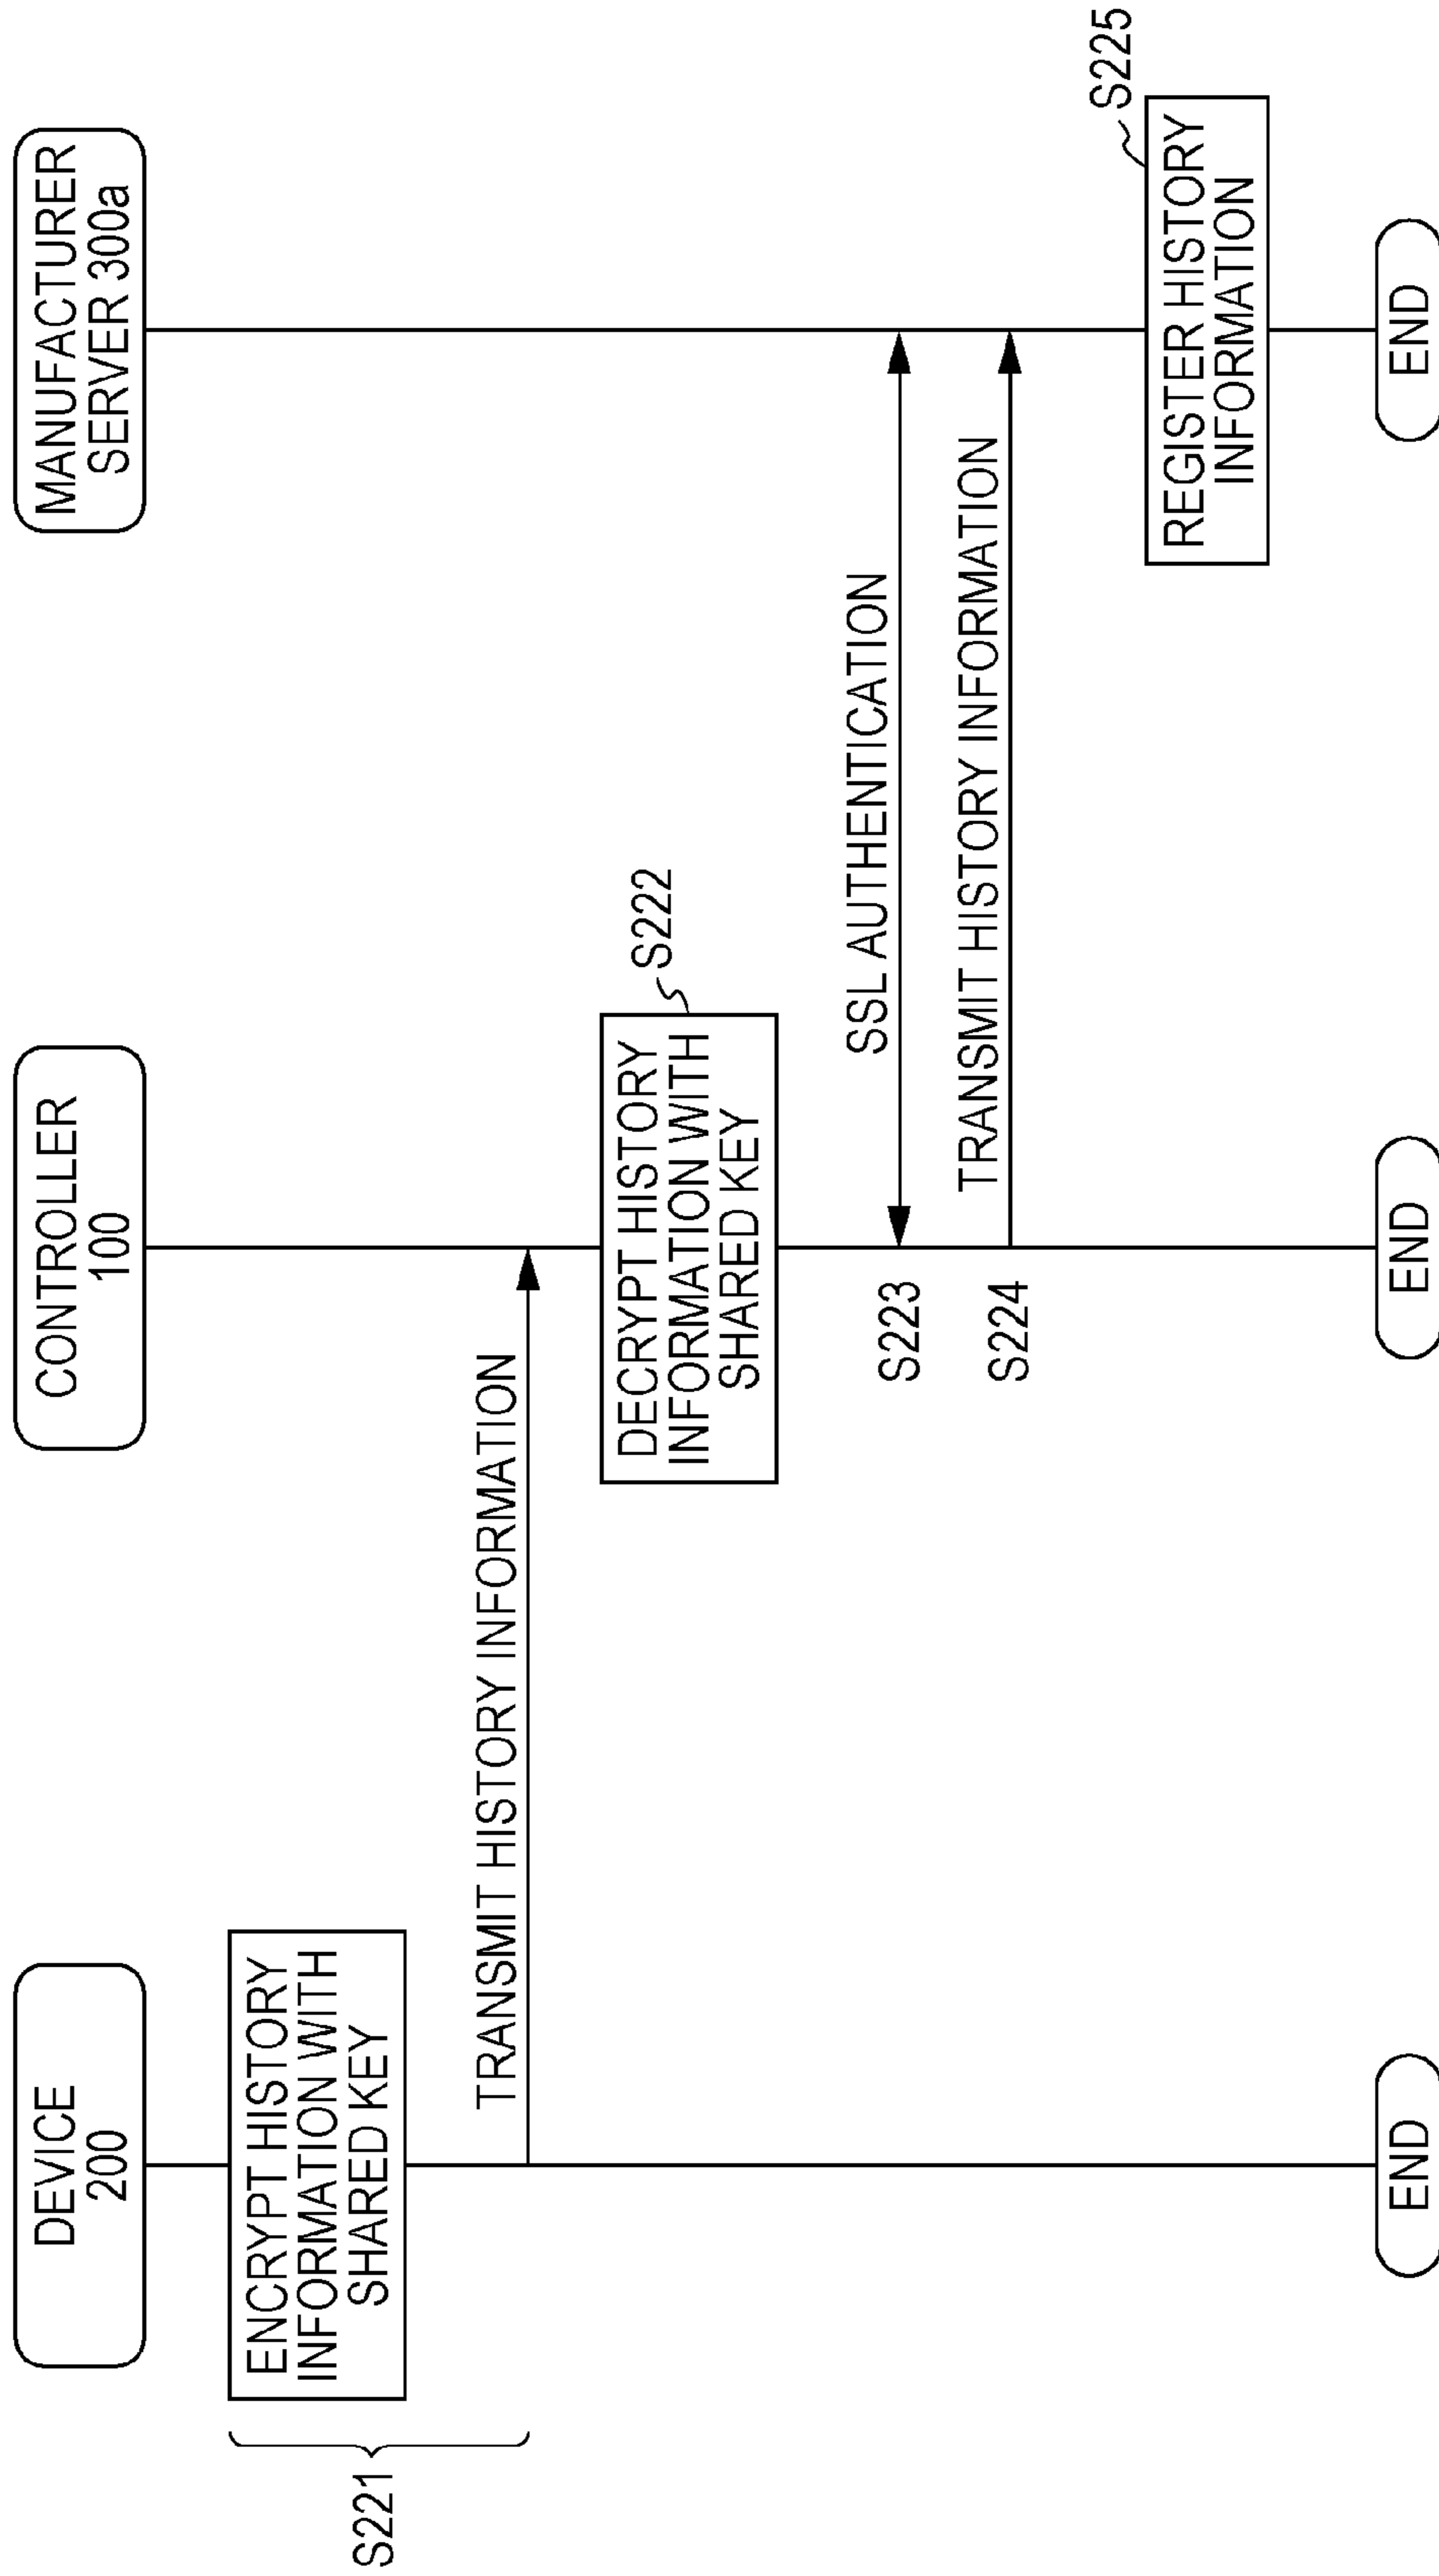 DEVICE
200
CONTROLLER
100
MANUFACTURER
SERVER 300a
S221
ENCRYPT HISTORY
INFORMATION WITH
SHARED KEY
TRANSMIT HISTORY INFORMATION
DECRYPT HISTORY
INFORMATION WITH
SHARED KEY
S222
SSL AUTHENTICATION
S223
TRANSMIT HISTORY INFORMATION
S224
S225
REGISTER HISTORY
INFORMATION
END
END
END